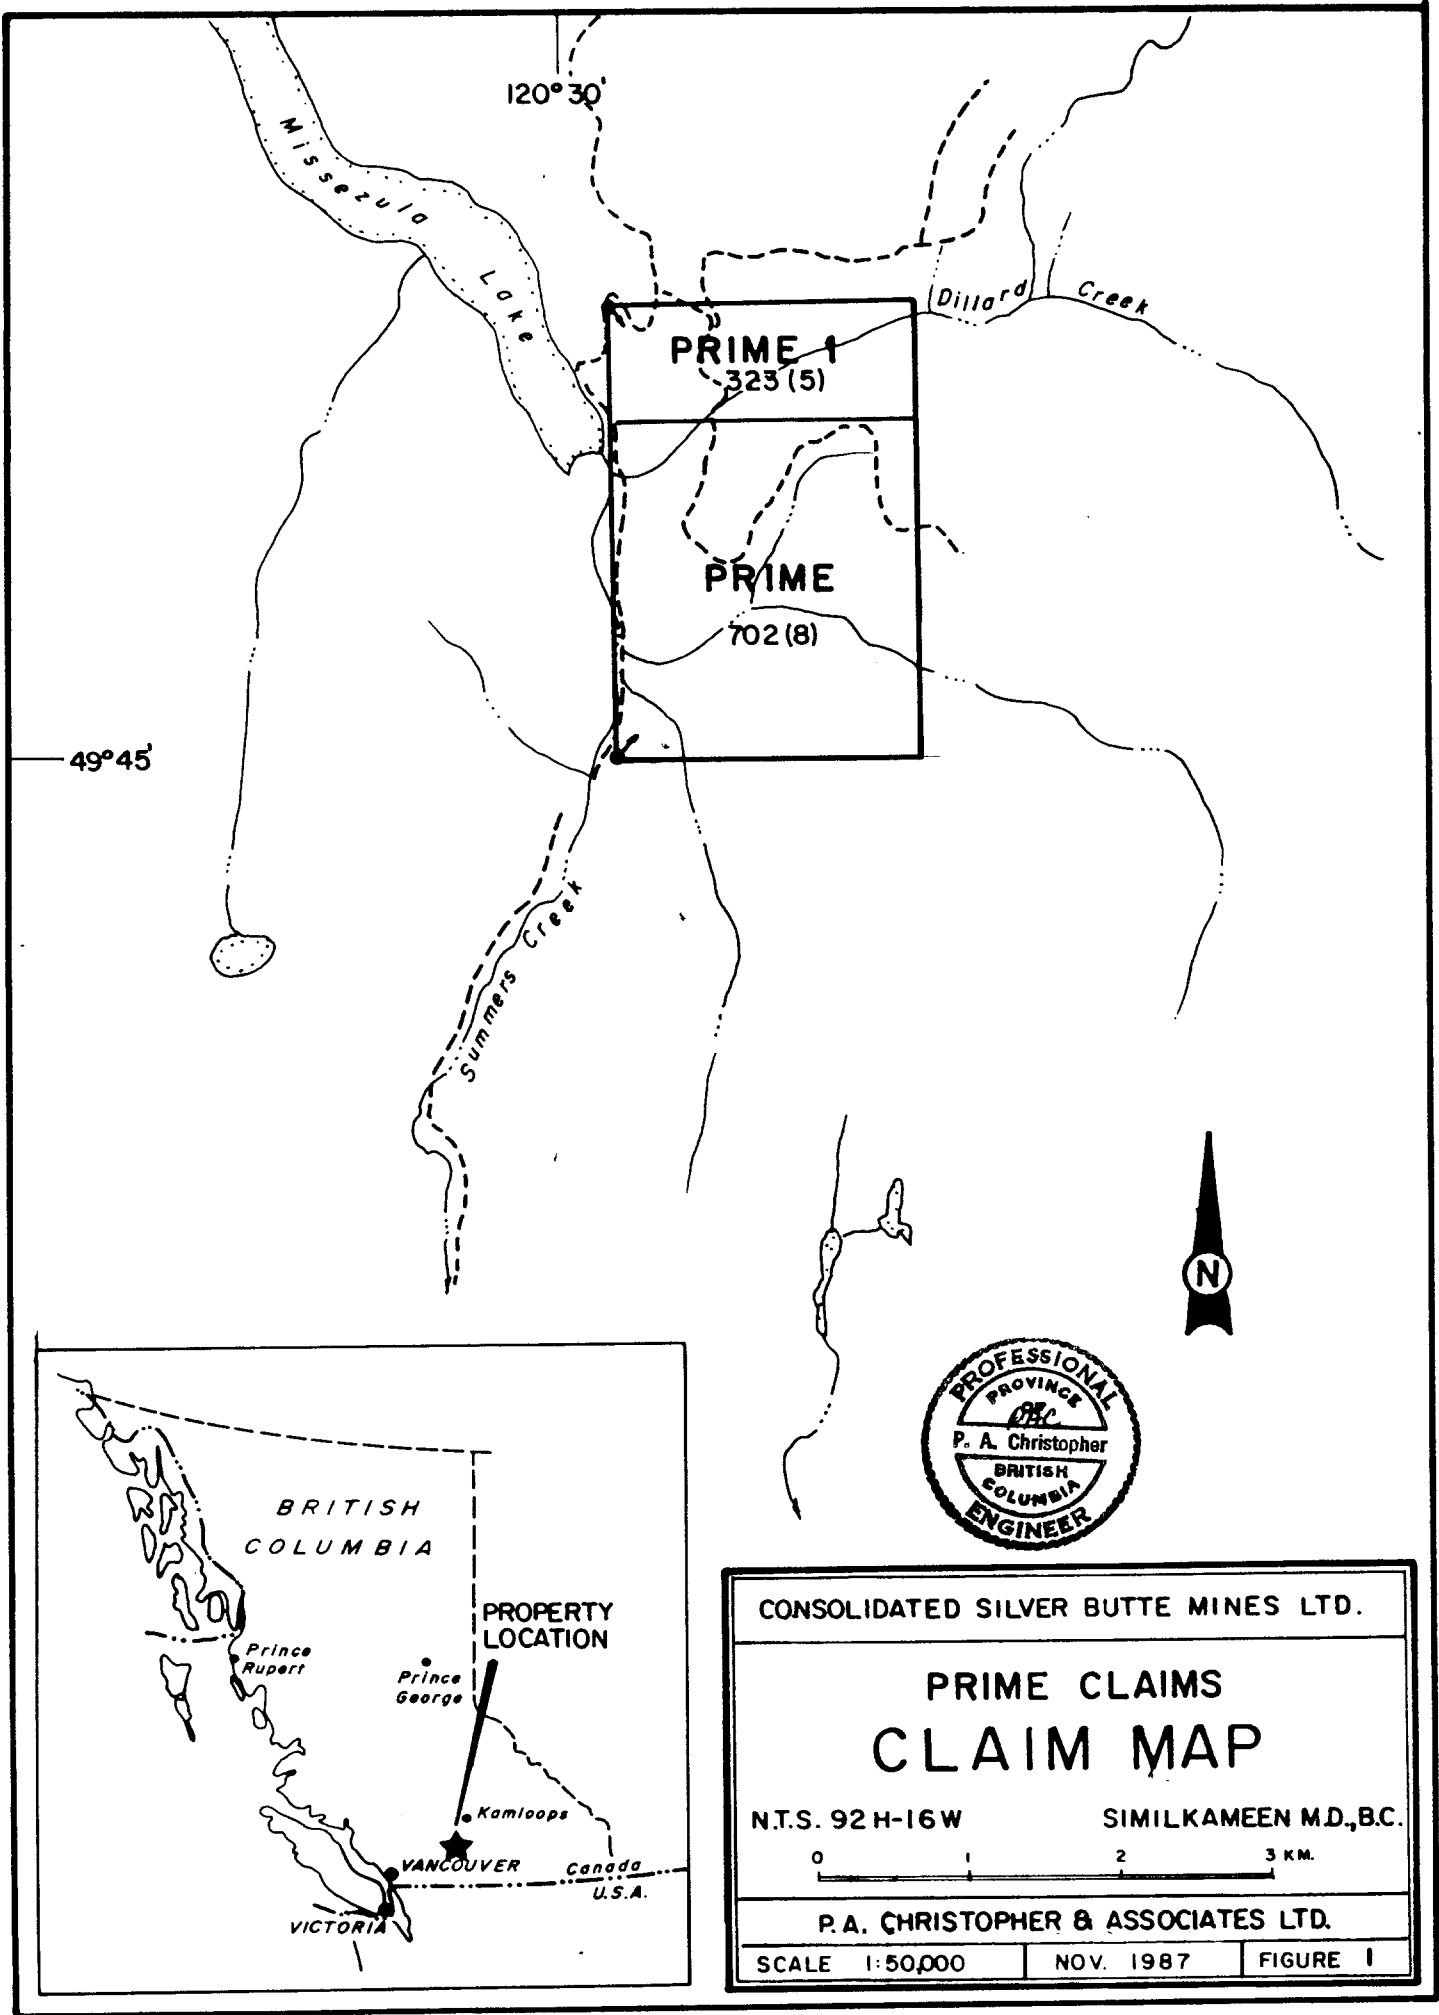 120°30'
Missezula
Lake
Dillard Creek
PRIME 1
323(5)
PRIME
702(8)
49°45'
Summers Creek
N
PROFESSIONAL
PROVINCE
OF
P. A. Christopher
BRITISH
COLUMBIA
ENGINEER
BRITISH
COLUMBIA
PROPERTY
LOCATION
Prince
Rupert
Prince
George
Kamloops
VANCOUVER
Canada
U.S.A.
VICTORIA
CONSOLIDATED SILVER BUTTE MINES LTD.
PRIME CLAIMS
CLAIM MAP
N.T.S. 92H-16W
SIMILKAMEEN M.D.,B.C.
0 1 2 3 KM.
P.A. CHRISTOPHER & ASSOCIATES LTD.
SCALE 1:50,000
NOV. 1987
FIGURE 1